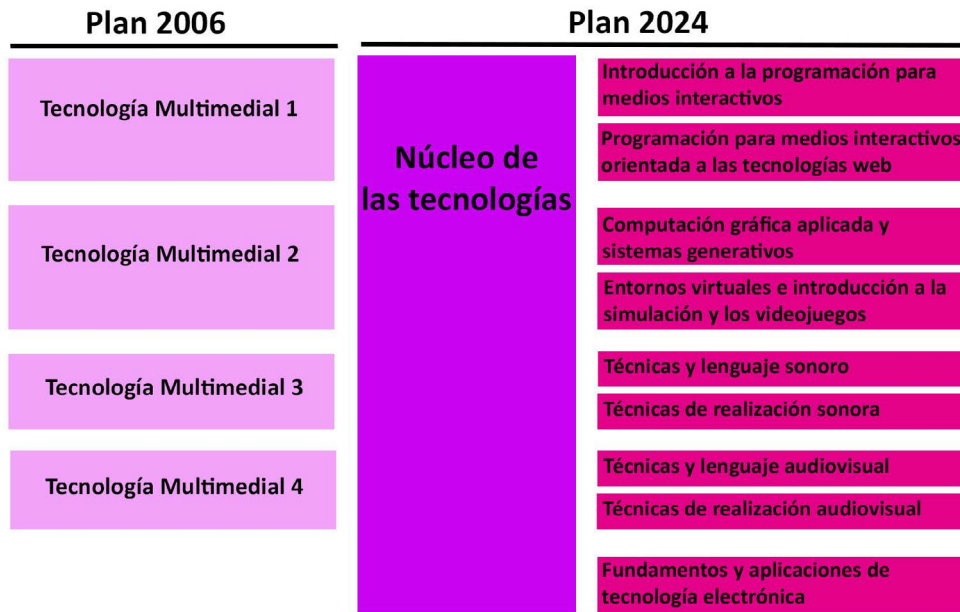 Plan 2006
Plan 2024
Tecnología Multimedial 1
Tecnología Multimedial 2
Tecnología Multimedial 3
Tecnología Multimedial 4
Núcleo de
las tecnologías
Introducción a la programación para
medios interactivos
Programación para medios interactivos
orientada a las tecnologías web
Computación gráfica aplicada y
sistemas generativos
Entornos virtuales e introducción a la
simulación y los videojuegos
Técnicas y lenguaje sonoro
Técnicas de realización sonora
Técnicas y lenguaje audiovisual
Técnicas de realización audiovisual
Fundamentos y aplicaciones de
tecnología electrónica